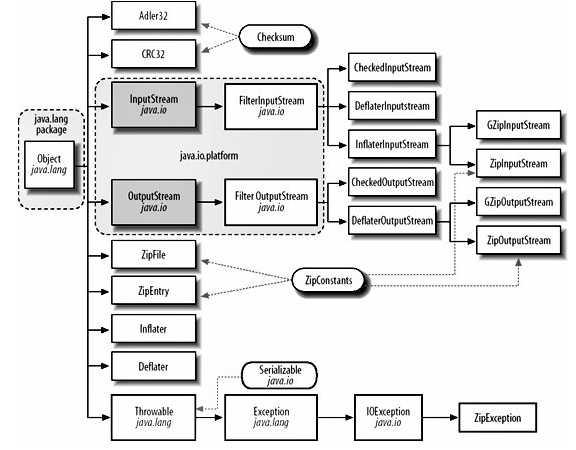 Adler32
Checksum
CRC32
CheckedInputStream
java.lang
package
InputStream
java.io
FilterInputStream
java.io
DeflaterInputstream
GZipInputStream
Object
java.lang
java.io.platform
InflaterInputStream
ZipInputStream
CheckedOutputStream
OutputStream
java.io
Filter OutputStream
java.io
GZipOutputStream
DeflaterOutputStream
ZipOutputStream
ZipFile
ZipConstants
ZipEntry
Inflater
Deflater
Serializable
java.io
Throwable
java.lang
Exception
java.lang
IOException
java.io
ZipException